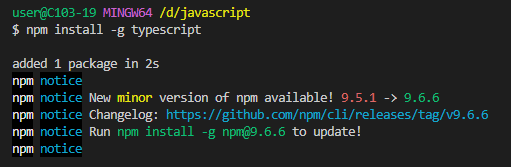 user@C103-19 MINGW64 /d/javascript
$ npm install -g typescript
added 1 package in 2s
npm notice
npm notice New minor version of npm available! 9.5.1 -> 9.6.6
npm notice Changelog: https://github.com/npm/cli/releases/tag/v9.6.6
npm notice Run npm install -g npm@9.6.6 to update!
npm notice